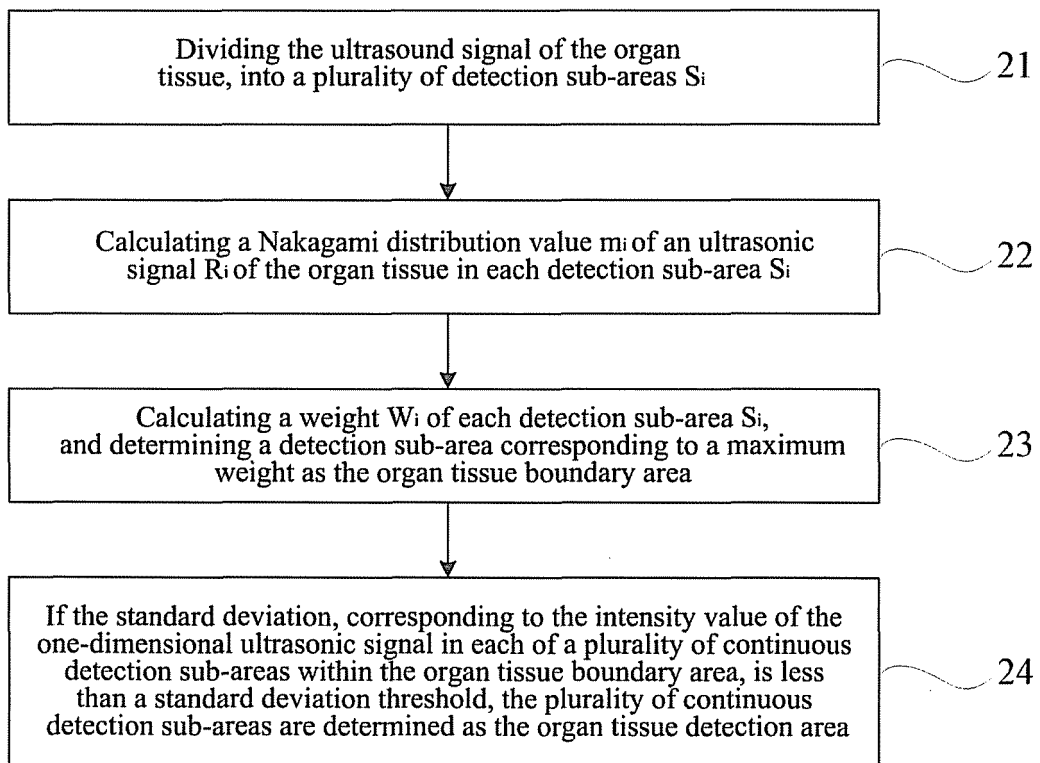 Dividing the ultrasound signal of the organ
tissue, into a plurality of detection sub-areas Si
21
Calculating a Nakagami distribution value mi of an ultrasonic
signal Ri of the organ tissue in each detection sub-area Si
22
Calculating a weight Wi of each detection sub-area Si,
and determining a detection sub-area corresponding to a maximum
weight as the organ tissue boundary area
23
If the standard deviation, corresponding to the intensity value of the
one-dimensional ultrasonic signal in each of a plurality of continuous
detection sub-areas within the organ tissue boundary area, is less
than a standard deviation threshold, the plurality of continuous
detection sub-areas are determined as the organ tissue detection area
24